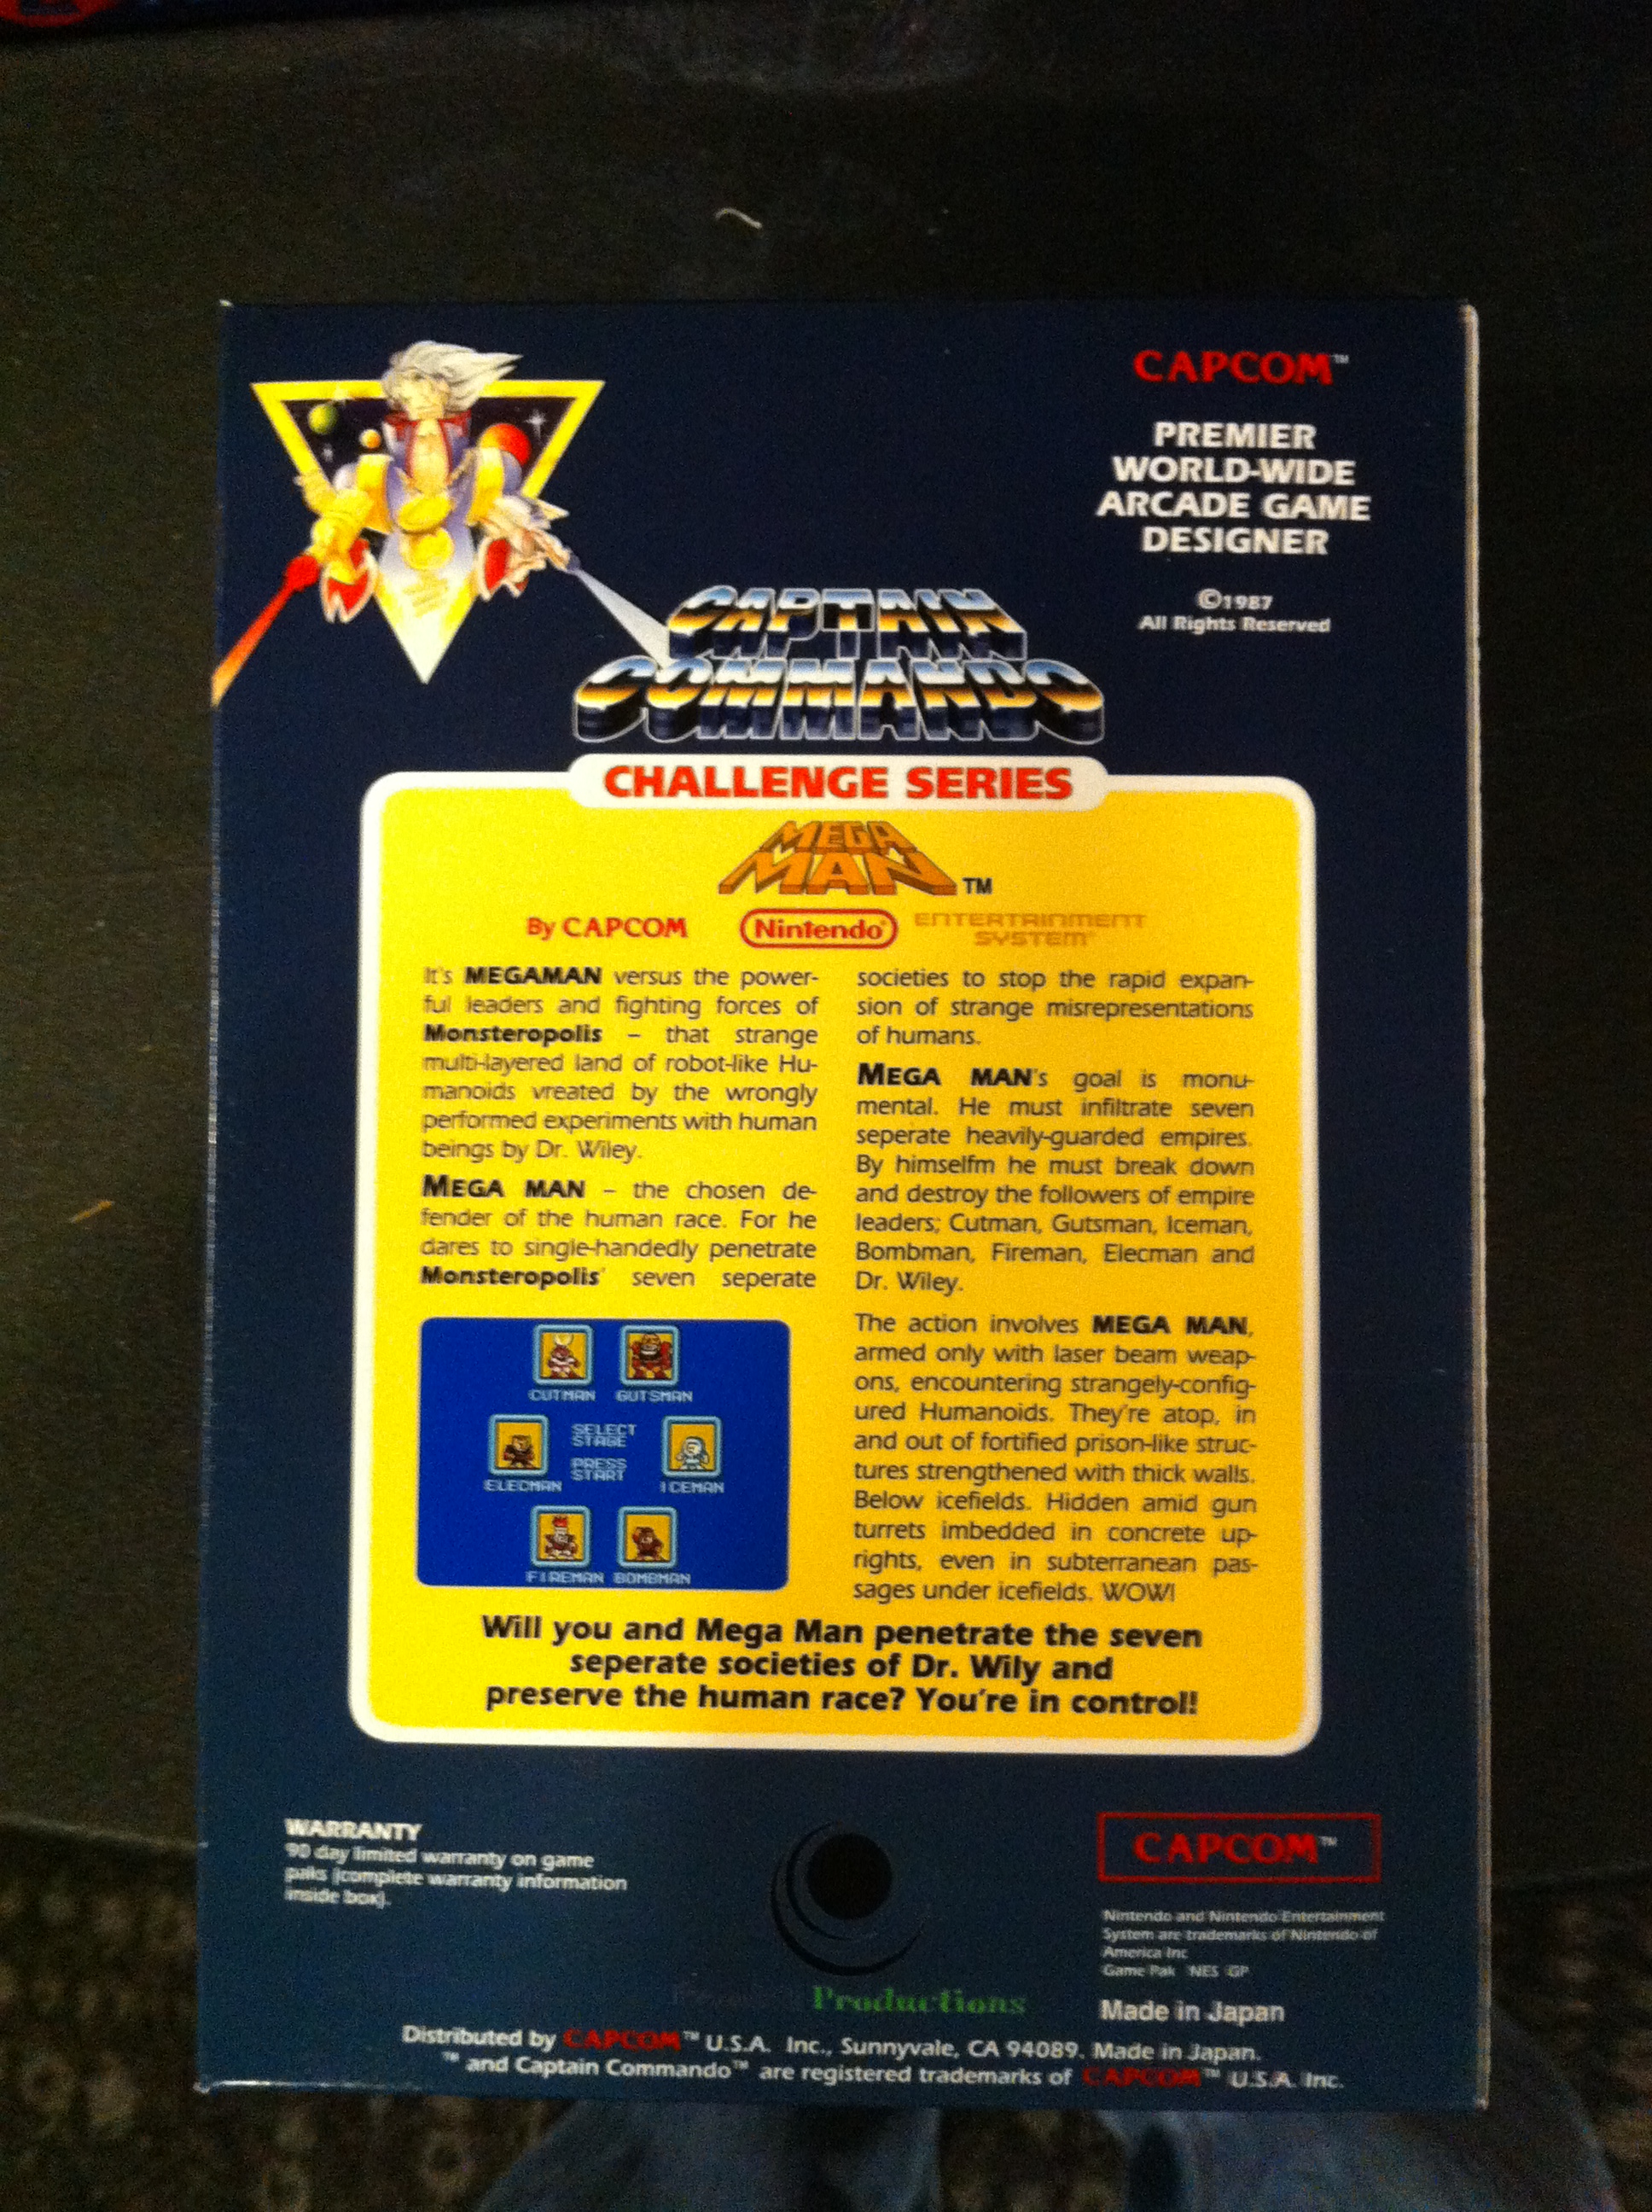 CAPCOM™
PREMIER
WORLD-WIDE
ARCADE GAME
DESIGNER
©1987
All Rights Reserved
CAPTAIN
COMMANDO
CHALLENGE SERIES
MEGA
MAN TM
By CAPCOM Nintendo® ENTERTAINMENT
SYSTEM®
It's MEGAMAN versus the power-
ful leaders and fighting forces of
Monsteropolis – that strange
multi-layered land of robot-like Hu-
manoids vreated by the wrongly
performed experiments with human
beings by Dr. Wiley.
MEGA MAN – the chosen de-
fender of the human race. For he
dares to single-handedly penetrate
Monsteropolis' seven seperate
societies to stop the rapid expan-
sion of strange misrepresentations
of humans.
MEGA MAN's goal is monu-
mental. He must infiltrate seven
seperate heavily-guarded empires.
By himselfm he must break down
and destroy the followers of empire
leaders; Cutman, Gutsman, Iceman,
Bombman, Fireman, Elecman and
Dr. Wiley.
The action involves MEGA MAN,
armed only with laser beam weap-
ons, encountering strangely-config-
ured Humanoids. They're atop, in
and out of fortified prison-like struc-
tures strengthened with thick walls.
Below icefields. Hidden amid gun
turrets imbedded in concrete up-
rights, even in subterranean pas-
sages under icefields. WOW!
CUTMAN GUTSMAN
SELECT
STAGE
PRESS
START
ELECMAN ICEMAN
FIREMAN BOMBMAN
Will you and Mega Man penetrate the seven
seperate societies of Dr. Wily and
preserve the human race? You're in control!
WARRANTY
90 day limited warranty on game
paks (complete warranty information
inside box).
CAPCOM™
Nintendo and Nintendo Entertainment
System are trademarks of Nintendo of
America Inc
Game Pak NES GP
Made in Japan
Productions
Distributed by CAPCOM™ U.S.A. Inc., Sunnyvale, CA 94089. Made in Japan.
™ and Captain Commando™ are registered trademarks of CAPCOM™ U.S.A. Inc.